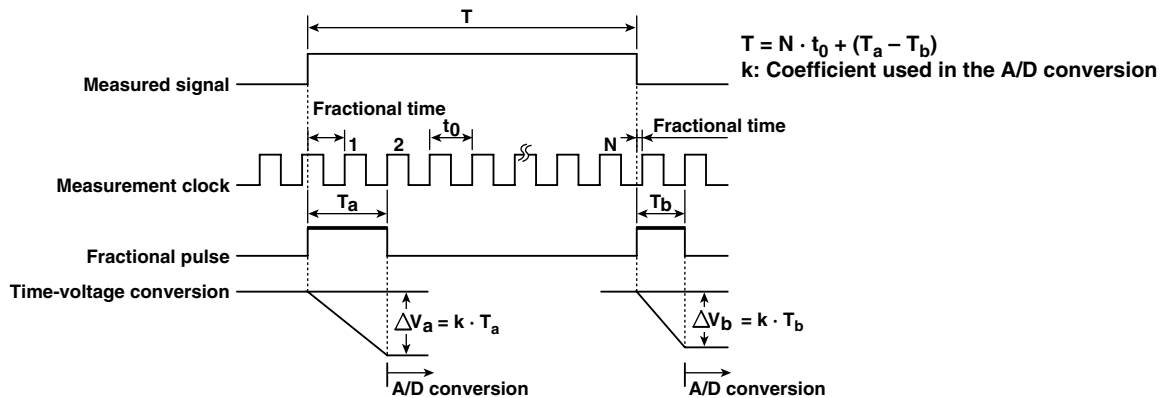 T
T = N · t0 + (Ta – Tb)
k: Coefficient used in the A/D conversion
Measured signal
Fractional time
t0
Fractional time
1
2
N
Measurement clock
Ta
Tb
Fractional pulse
Time-voltage conversion
△Va = k · Ta
△Vb = k · Tb
A/D conversion
A/D conversion